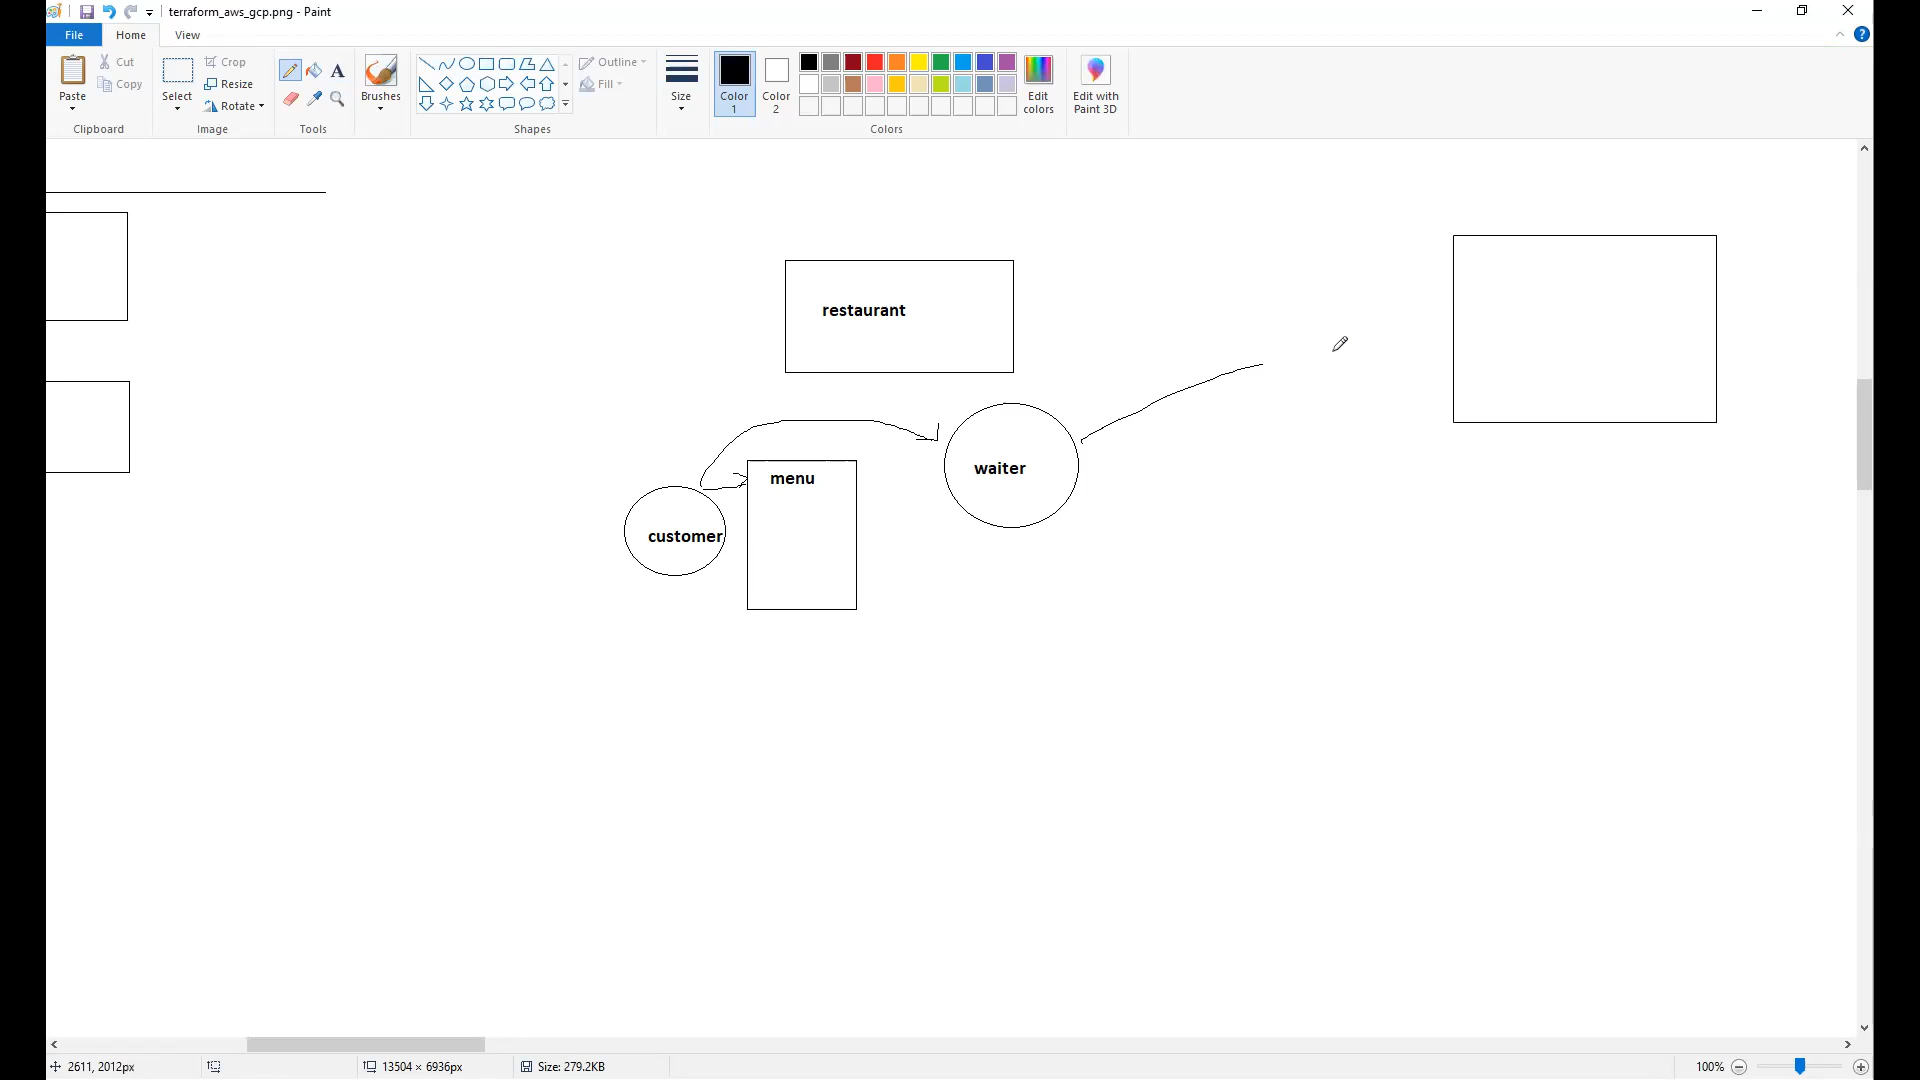 terraform_aws_gcp.png - Paint
File
Home
View
Paste
Cut
Copy
Clipboard
Select
Crop
Resize
Rotate
Image
A
Tools
Brushes
Shapes
Outline
Fill
Size
Color
1
Color
2
Colors
Edit
colors
Edit with
Paint 3D
?
restaurant
waiter
menu
customer
2611, 2012px
13504 × 6936px
Size: 279.2KB
100%